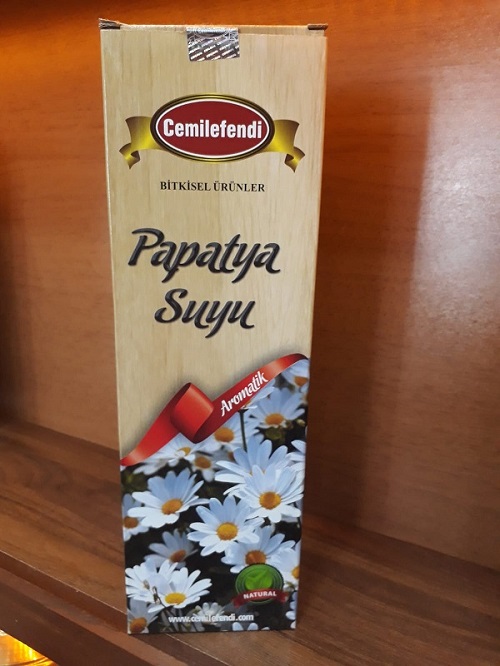 Cemilefendi
BİTKİSEL ÜRÜNLER
Papatya
Suyu
Aromatik
NATURAL
www.cemilefendi.com